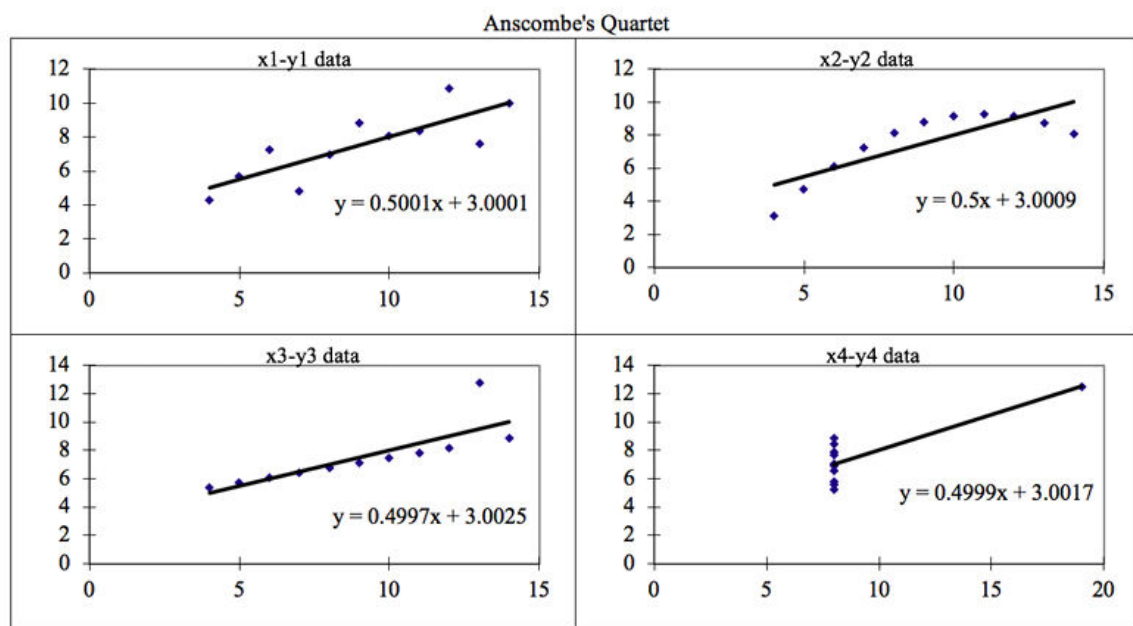 Anscombe's Quartet
x1-y1 data
12
10
8
6
4
2
0
y = 0.5001x + 3.0001
0 5 10 15
x2-y2 data
12
10
8
6
4
2
0
y = 0.5x + 3.0009
0 5 10 15
x3-y3 data
14
12
10
8
6
4
2
0
y = 0.4997x + 3.0025
0 5 10 15
x4-y4 data
14
12
10
8
6
4
2
0
y = 0.4999x + 3.0017
0 5 10 15 20